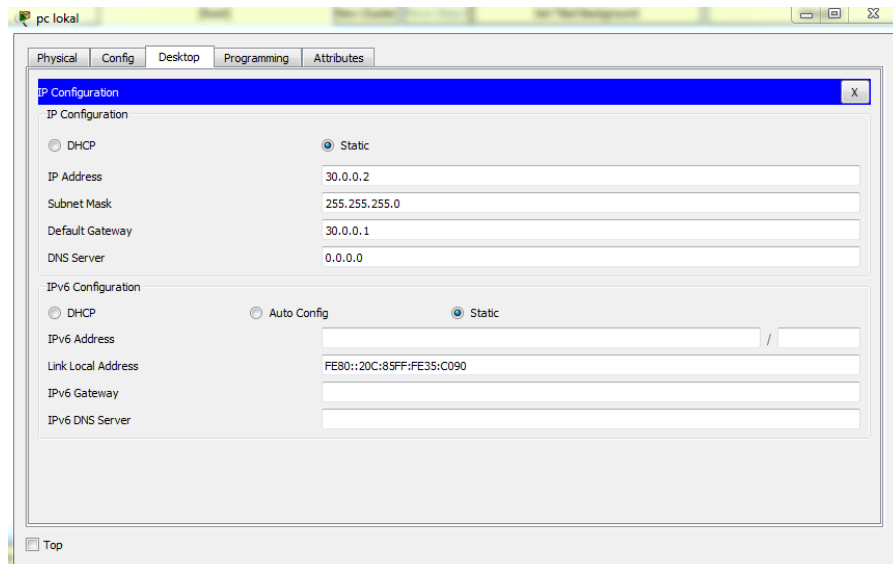 pc lokal
Physical Config Desktop Programming Attributes
IP Configuration X
IP Configuration
DHCP Static
IP Address 30.0.0.2
Subnet Mask 255.255.255.0
Default Gateway 30.0.0.1
DNS Server 0.0.0.0
IPv6 Configuration
DHCP Auto Config Static
IPv6 Address /
Link Local Address FE80::20C:85FF:FE35:C090
IPv6 Gateway
IPv6 DNS Server
Top